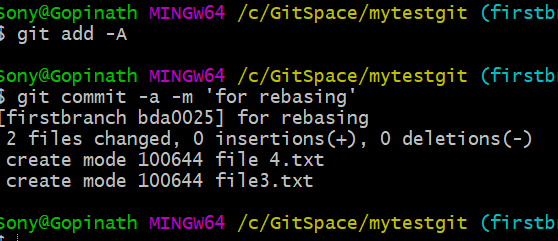 Sony@Gopinath MINGW64 /c/GitSpace/mytestgit (firstbr
$ git add -A
Sony@Gopinath MINGW64 /c/GitSpace/mytestgit (firstb
$ git commit -a -m 'for rebasing'
[firstbranch bda0025] for rebasing
2 files changed, 0 insertions(+), 0 deletions(-)
create mode 100644 file 4.txt
create mode 100644 file3.txt
Sony@Gopinath MINGW64 /c/GitSpace/mytestgit (firstb
$